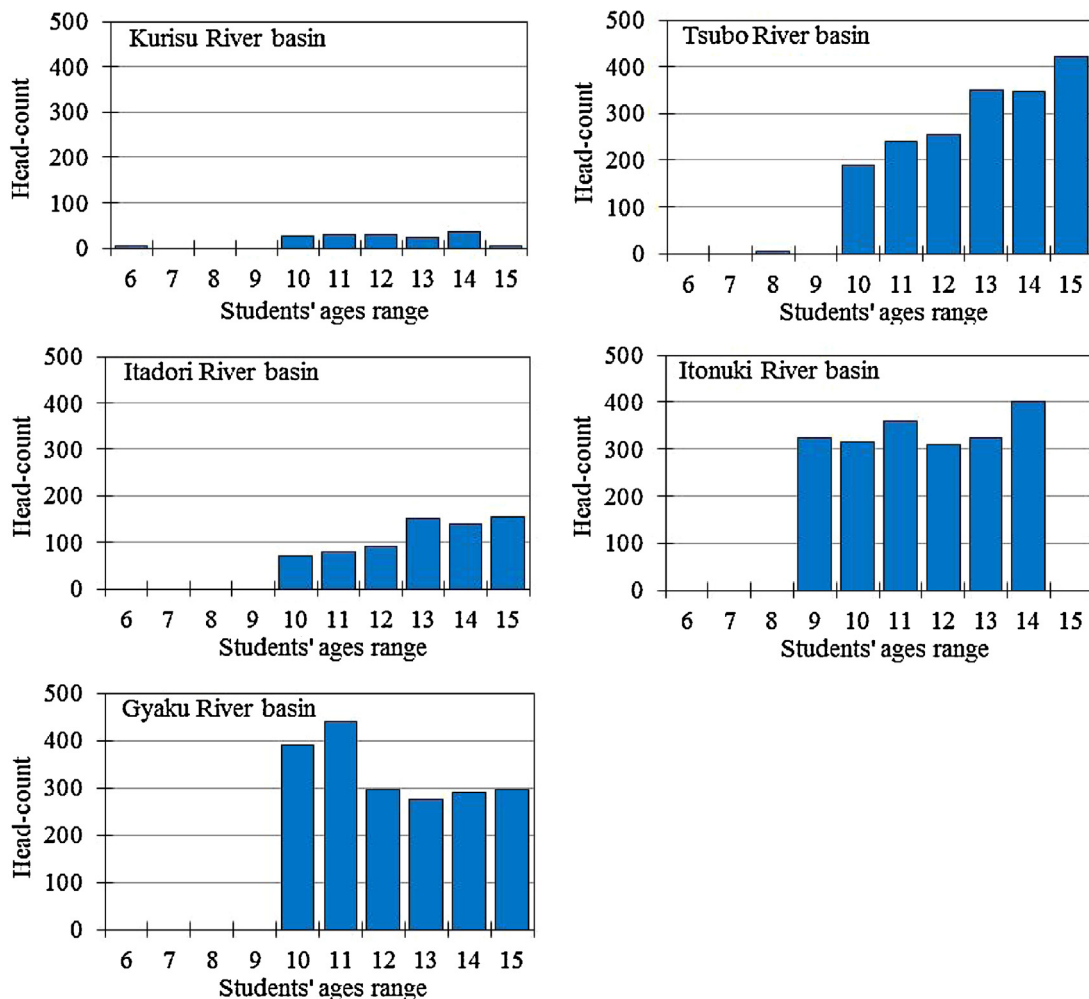 Kurisu River basin
Head-count
500
400
300
200
100
0
6 7 8 9 10 11 12 13 14 15
Students' ages range
Tsubo River basin
Head-count
500
400
300
200
100
0
6 7 8 9 10 11 12 13 14 15
Students' ages range
Itadori River basin
Head-count
500
400
300
200
100
0
6 7 8 9 10 11 12 13 14 15
Students' ages range
Itonuki River basin
Head-count
500
400
300
200
100
0
6 7 8 9 10 11 12 13 14 15
Students' ages range
Gyaku River basin
Head-count
500
400
300
200
100
0
6 7 8 9 10 11 12 13 14 15
Students' ages range